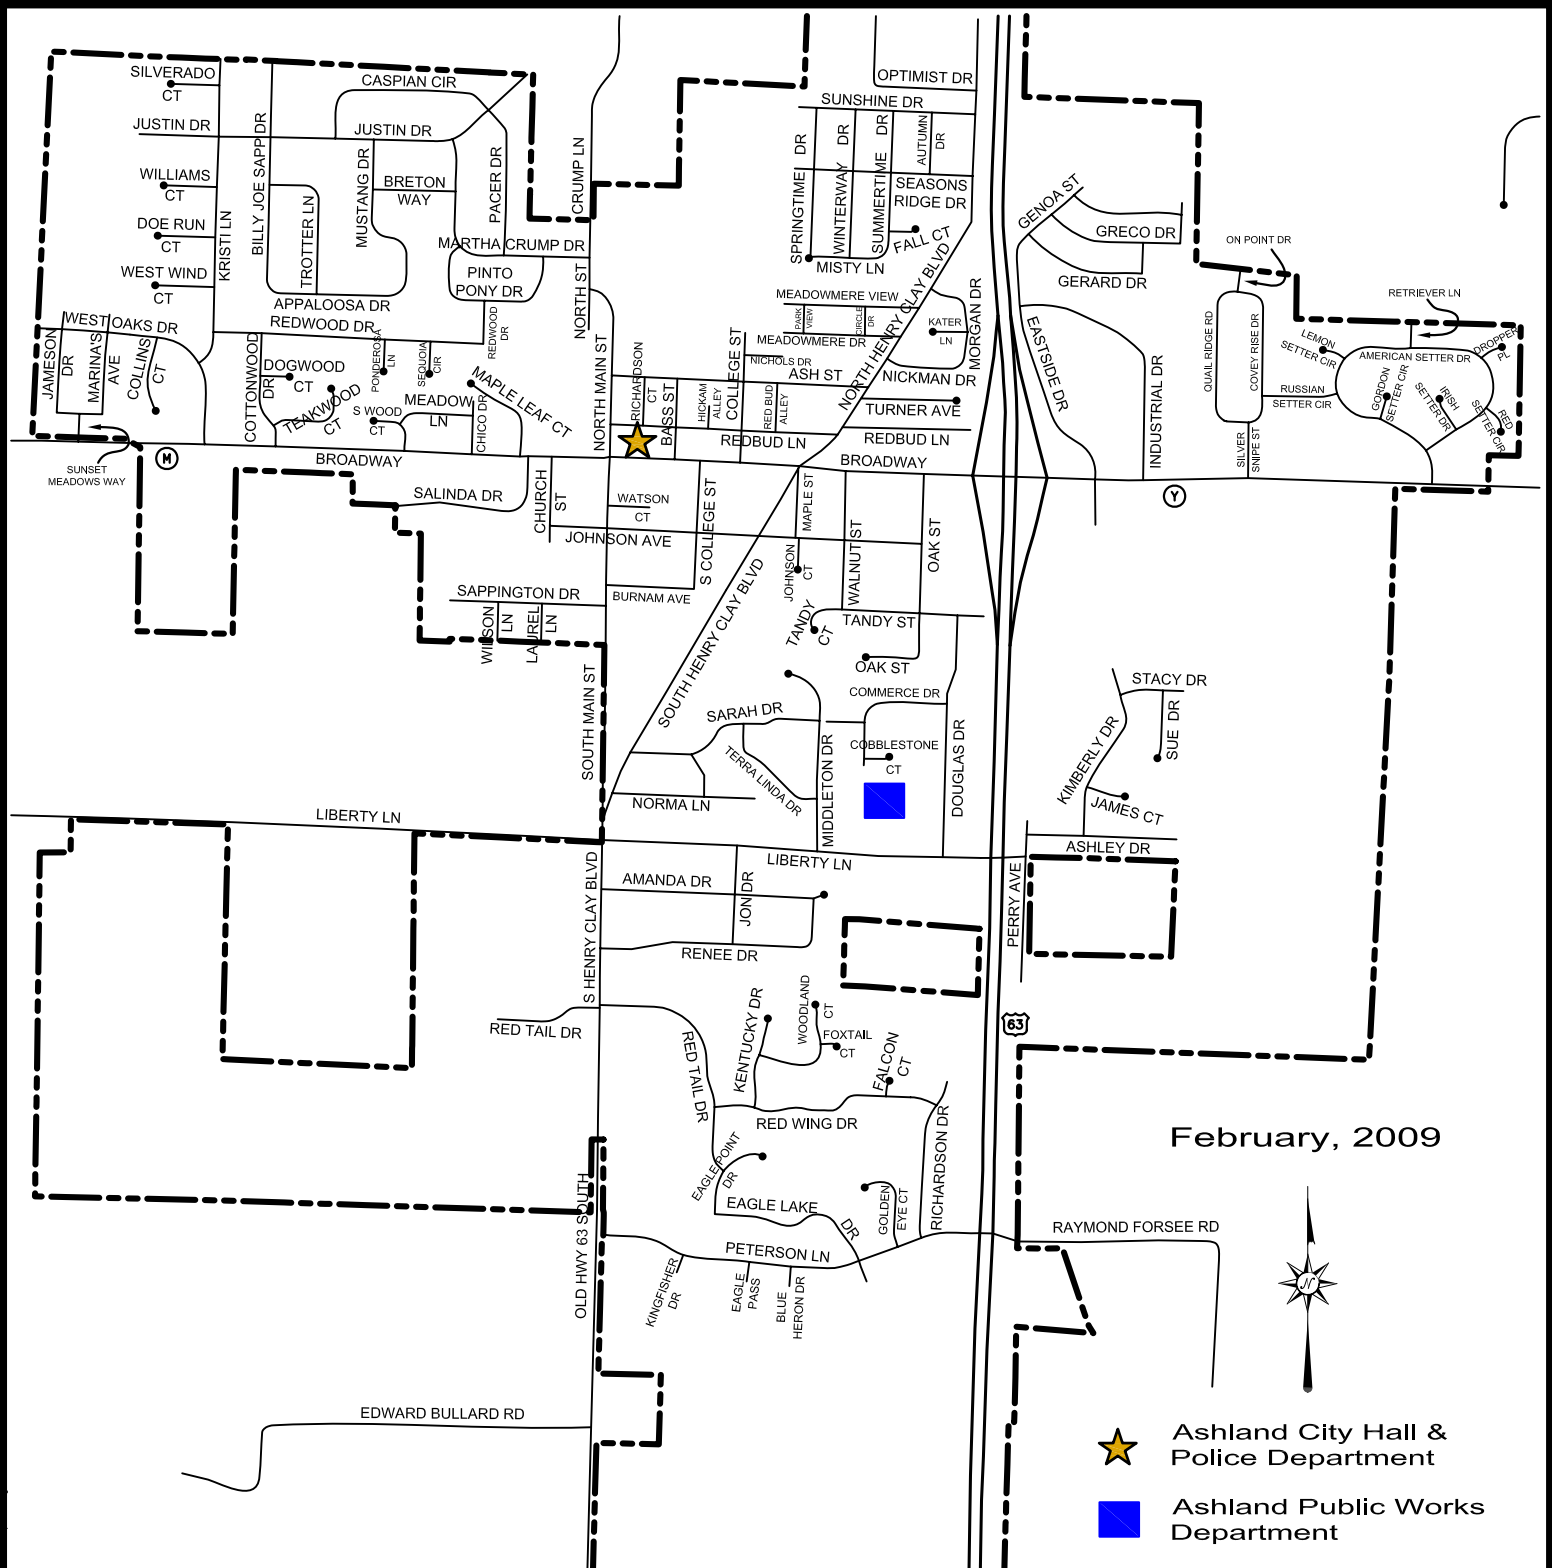 OPTIMIST DR
SILVERADO
CT
CASPIAN CIR
SUNSHINE DR
JUSTIN DR
JUSTIN DR
BILLY JOE SAPP DR
MUSTANG DR
PACER DR
CRUMP LN
SPRINGTIME DR
WINTERWAY DR
SUMMERTIME DR
AUTUMN
DR
WILLIAMS
CT
BRETON
WAY
SEASONS
RIDGE DR
GENOA ST
GRECO DR
DOE RUN
CT
KRISTI LN
TROTTER LN
MARTHA CRUMP DR
FALL CT
ON POINT DR
WEST WIND
CT
PINTO
PONY DR
MISTY LN
GERARD DR
APPALOOSA DR
REDWOOD DR
REDWOOD
DR
NORTH ST
MEADOWMERE VIEW
PARK
VIEW
CIRCLE
DR
MEADOWMERE DR
NORTH HENRY CLAY BLVD
MORGAN DR
KATER
LN
EASTSIDE DR
INDUSTRIAL DR
RETRIEVER LN
WEST OAKS DR
JAMESON
DR
MARINA'S
AVE
COLLINS
CT
COTTONWOOD
DR
DOGWOOD
CT
TEAKWOOD
CT
PONDEROSA
LN
SEQUOIA
CIR
S WOOD
CT
MEADOW
LN
CHICO DR
MAPLE LEAF CT
NORTH MAIN ST
RICHARDSON
CT
BASS ST
HICKAM
ALLEY
COLLEGE ST
NICHOLS DR
ASH ST
RED BUD
ALLEY
NICKMAN DR
TURNER AVE
REDBUD LN
REDBUD LN
QUAIL RIDGE RD
COVEY RISE DR
LEMON
SETTER CIR
AMERICAN SETTER DR
DROPPER
PL
RUSSIAN
SETTER CIR
GORDON
SETTER CIR
IRISH
SETTER DR
RED
SETTER CIR
SILVER
SNIPE ST
SUNSET
MEADOWS WAY
M
BROADWAY
BROADWAY
Y
SALINDA DR
CHURCH
ST
WATSON
CT
JOHNSON AVE
S COLLEGE ST
MAPLE ST
WALNUT ST
OAK ST
JOHNSON
CT
SAPPINGTON DR
BURNAM AVE
WILSON
LN
LAUREL
LN
SOUTH HENRY CLAY BLVD
TANDY
CT
TANDY ST
OAK ST
COMMERCE DR
STACY DR
SUE DR
KIMBERLY DR
JAMES CT
SOUTH MAIN ST
SARAH DR
TERRA LINDA DR
MIDDLETON DR
COBBLESTONE
CT
DOUGLAS DR
NORMA LN
LIBERTY LN
LIBERTY LN
ASHLEY DR
S HENRY CLAY BLVD
AMANDA DR
JON DR
PERRY AVE
RENEE DR
RED TAIL DR
RED TAIL DR
KENTUCKY DR
WOODLAND
CT
FOXTAIL
CT
FALCON
CT
63
RED WING DR
RICHARDSON DR
February, 2009
EAGLE POINT
DR
EAGLE LAKE
DR
GOLDEN
EYE CT
OLD HWY 63 SOUTH
PETERSON LN
RAYMOND FORSEE RD
KINGFISHER
DR
EAGLE
PASS
BLUE
HERON DR
N
EDWARD BULLARD RD
Ashland City Hall &
Police Department
Ashland Public Works
Department